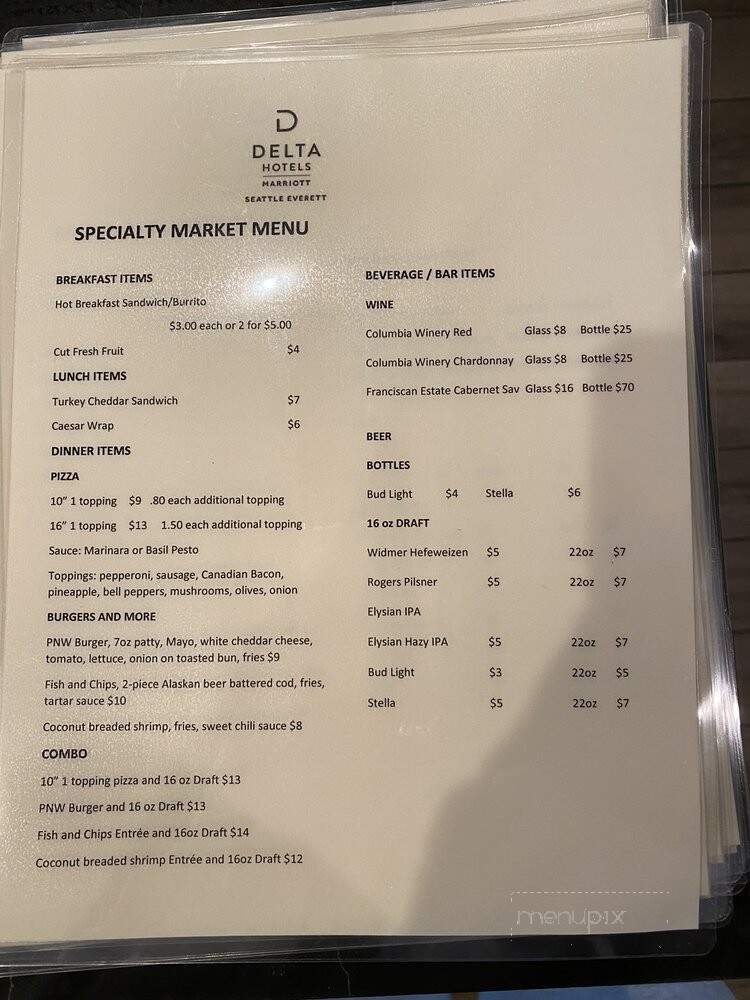 D
DELTA
HOTELS
MARRIOTT
SEATTLE EVERETT
SPECIALTY MARKET MENU
BREAKFAST ITEMS
Hot Breakfast Sandwich/Burrito
$3.00 each or 2 for $5.00
Cut Fresh Fruit $4
LUNCH ITEMS
Turkey Cheddar Sandwich $7
Caesar Wrap $6
DINNER ITEMS
PIZZA
10" 1 topping $9 .80 each additional topping
16" 1 topping $13 1.50 each additional topping
Sauce: Marinara or Basil Pesto
Toppings: pepperoni, sausage, Canadian Bacon,
pineapple, bell peppers, mushrooms, olives, onion
BURGERS AND MORE
PNW Burger, 7oz patty, Mayo, white cheddar cheese,
tomato, lettuce, onion on toasted bun, fries $9
Fish and Chips, 2-piece Alaskan beer battered cod, fries,
tartar sauce $10
Coconut breaded shrimp, fries, sweet chili sauce $8
COMBO
10" 1 topping pizza and 16 oz Draft $13
PNW Burger and 16 oz Draft $13
Fish and Chips Entrée and 16oz Draft $14
Coconut breaded shrimp Entrée and 16oz Draft $12
BEVERAGE / BAR ITEMS
WINE
Columbia Winery Red Glass $8 Bottle $25
Columbia Winery Chardonnay Glass $8 Bottle $25
Franciscan Estate Cabernet Sav Glass $16 Bottle $70
BEER
BOTTLES
Bud Light $4 Stella $6
16 oz DRAFT
Widmer Hefeweizen $5 22oz $7
Rogers Pilsner $5 22oz $7
Elysian IPA
Elysian Hazy IPA $5 22oz $7
Bud Light $3 22oz $5
Stella $5 22oz $7
menupix